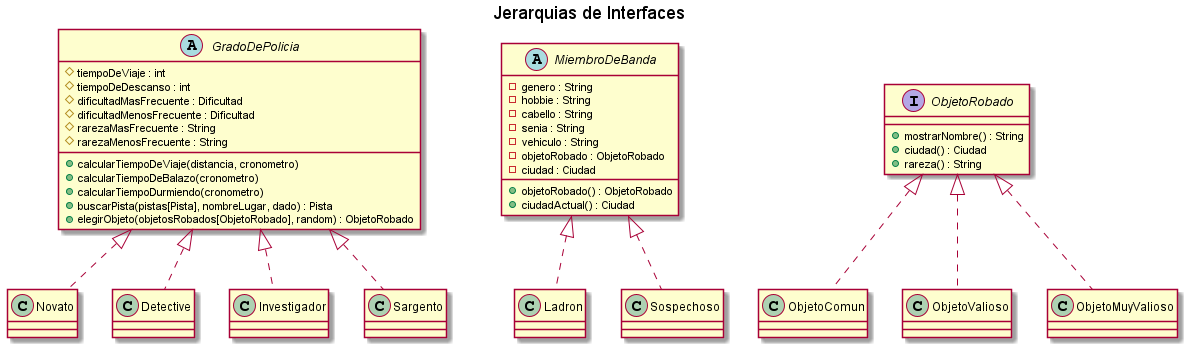 Jerarquias de Interfaces
A GradoDePolicia
tiempoDeViaje : int
tiempoDeDescanso : int
dificultadMasFrecuente : Dificultad
dificultadMenosFrecuente : Dificultad
rarezaMasFrecuente : String
rarezaMenosFrecuente : String
calcularTiempoDeViaje(distancia, cronometro)
calcularTiempoDeBalazo(cronometro)
calcularTiempoDurmiendo(cronometro)
buscarPista(pistas[Pista], nombreLugar, dado) : Pista
elegirObjeto(objetosRobados[ObjetoRobado], random) : ObjetoRobado
A MiembroDeBanda
genero : String
hobbie : String
cabello : String
senia : String
vehiculo : String
objetoRobado : ObjetoRobado
ciudad : Ciudad
objetoRobado() : ObjetoRobado
ciudadActual() : Ciudad
I ObjetoRobado
mostrarNombre() : String
ciudad() : Ciudad
rareza() : String
C Novato
C Detective
C Investigador
C Sargento
C Ladron
C Sospechoso
C ObjetoComun
C ObjetoValioso
C ObjetoMuyValioso